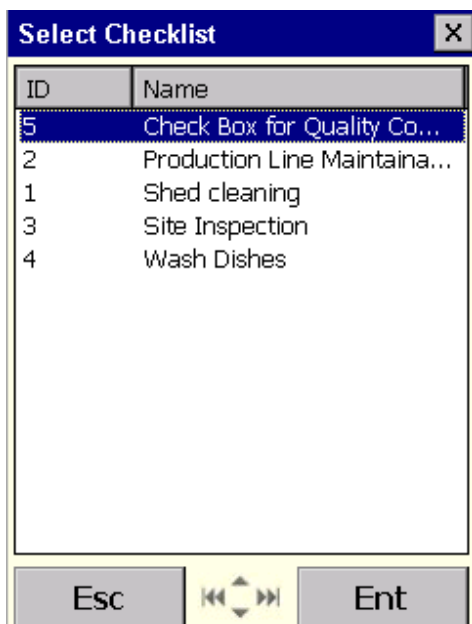 Select Checklist
ID Name
5 Check Box for Quality Co...
2 Production Line Maintaina...
1 Shed cleaning
3 Site Inspection
4 Wash Dishes
Esc Ent